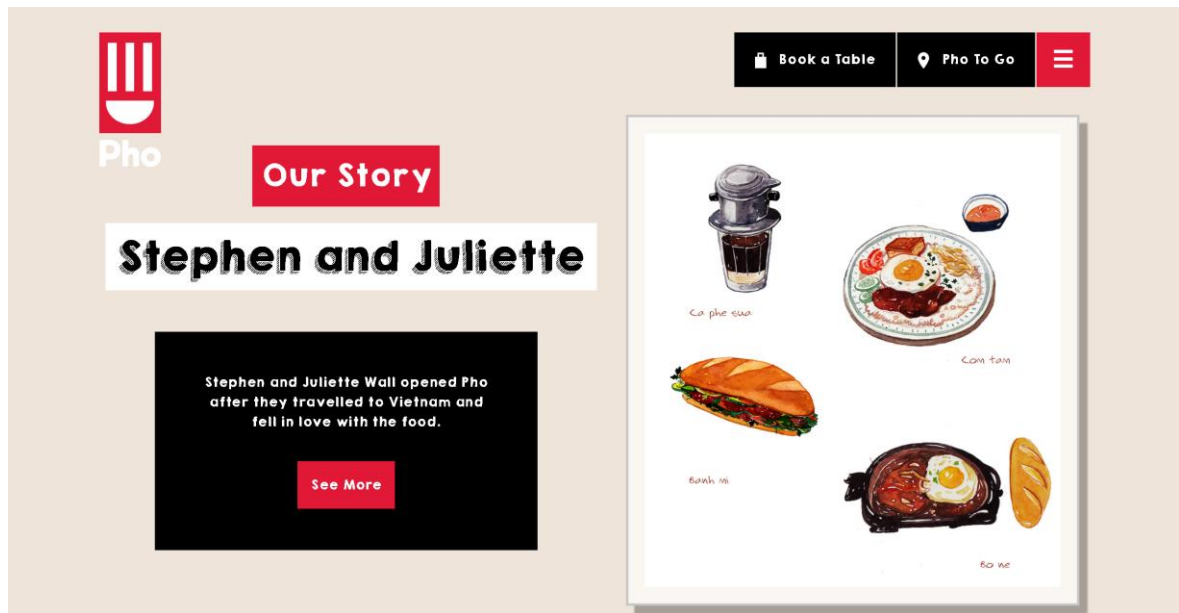 Pho
Book a Table
Pho To Go
Our Story
Stephen and Juliette
Stephen and Juliette Wall opened Pho
after they travelled to Vietnam and
fell in love with the food.
See More
Ca phe sua
Com tam
Banh mi
Bo ne